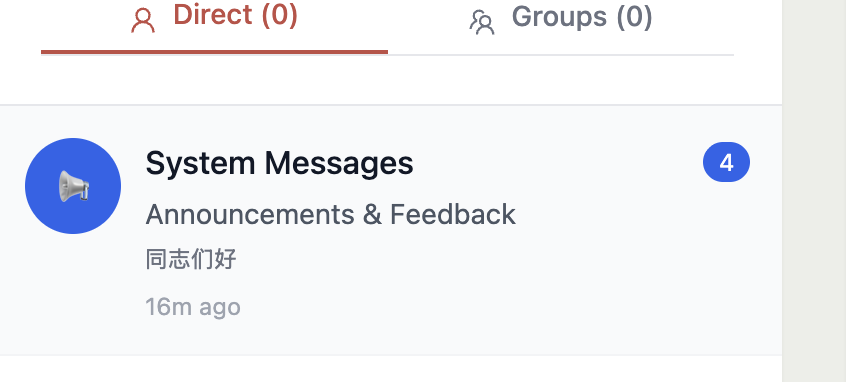 Direct (0)
Groups (0)
System Messages
4
Announcements & Feedback
同志们好
16m ago